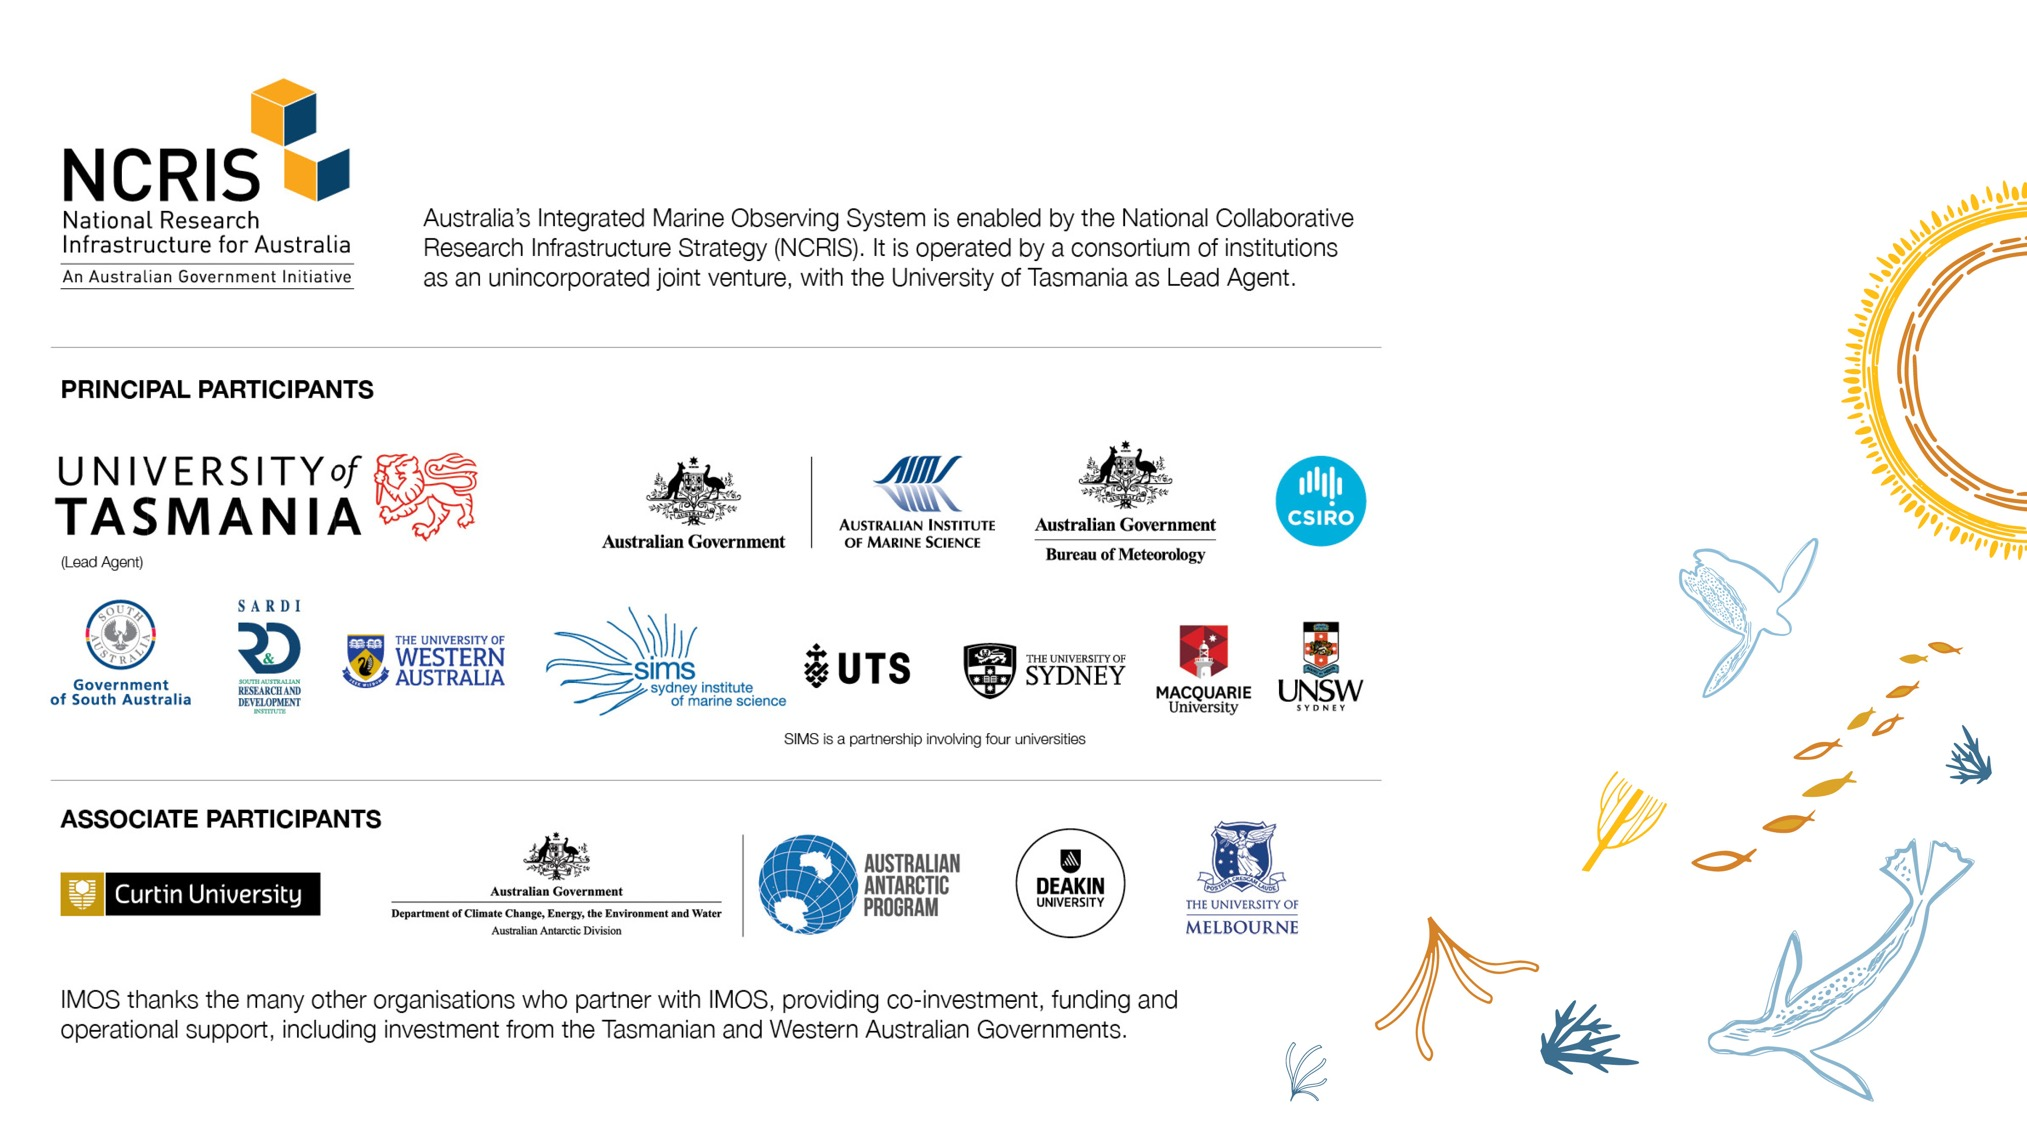 NCRIS
National Research
Infrastructure for Australia
An Australian Government Initiative
Australia's Integrated Marine Observing System is enabled by the National Collaborative
Research Infrastructure Strategy (NCRIS). It is operated by a consortium of institutions
as an unincorporated joint venture, with the University of Tasmania as Lead Agent.
PRINCIPAL PARTICIPANTS
UNIVERSITY of
TASMANIA
(Lead Agent)
Australian Government
AIMS
AUSTRALIAN INSTITUTE
OF MARINE SCIENCE
Australian Government
Bureau of Meteorology
CSIRO
SOUTH
AUSTRALIA
Government
of South Australia
SARDI
R&D
SOUTH AUSTRALIAN
RESEARCH AND
DEVELOPMENT
INSTITUTE
THE UNIVERSITY OF
WESTERN
AUSTRALIA
sims
sydney institute
of marine science
UTS
THE UNIVERSITY OF
SYDNEY
MACQUARIE
University
UNSW
SYDNEY
SIMS is a partnership involving four universities
ASSOCIATE PARTICIPANTS
Curtin University
Australian Government
Department of Climate Change, Energy, the Environment and Water
Australian Antarctic Division
AUSTRALIAN
ANTARCTIC
PROGRAM
DEAKIN
UNIVERSITY
POSTERA CRESCAM LAUDE
THE UNIVERSITY OF
MELBOURNE
IMOS thanks the many other organisations who partner with IMOS, providing co-investment, funding and
operational support, including investment from the Tasmanian and Western Australian Governments.